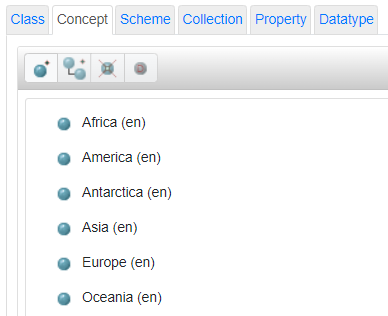 Class Concept Scheme Collection Property Datatype
Africa (en)
America (en)
Antarctica (en)
Asia (en)
Europe (en)
Oceania (en)